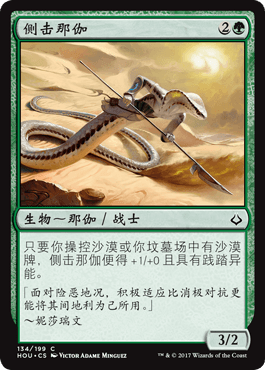 侧击那伽 2
生物～那伽／战士
只要你操控沙漠或你坟墓场中有沙漠
牌，侧击那伽便得+1/+0且具有践踏异
能。
「面对险恶地况，积极适应比消极对抗更
能将其间地利为己所用。」
～妮莎瑞文
3/2
134/199 C
HOU • CS VICTOR ADAME MINGUEZ
™ & © 2017 Wizards of the Coast